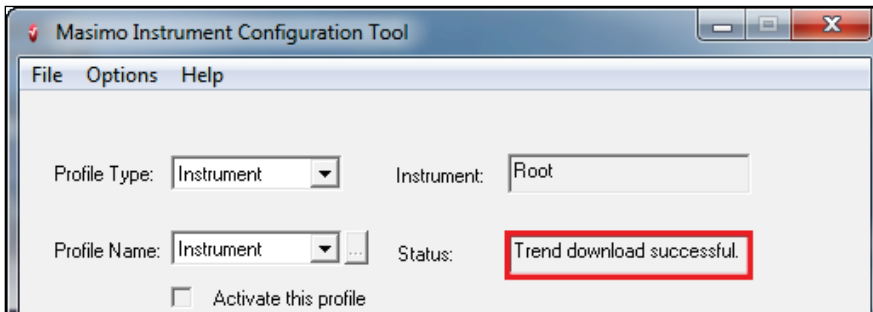 Masimo Instrument Configuration Tool
File Options Help
Profile Type: Instrument Instrument: Root
Profile Name: Instrument ... Status: Trend download successful.
Activate this profile